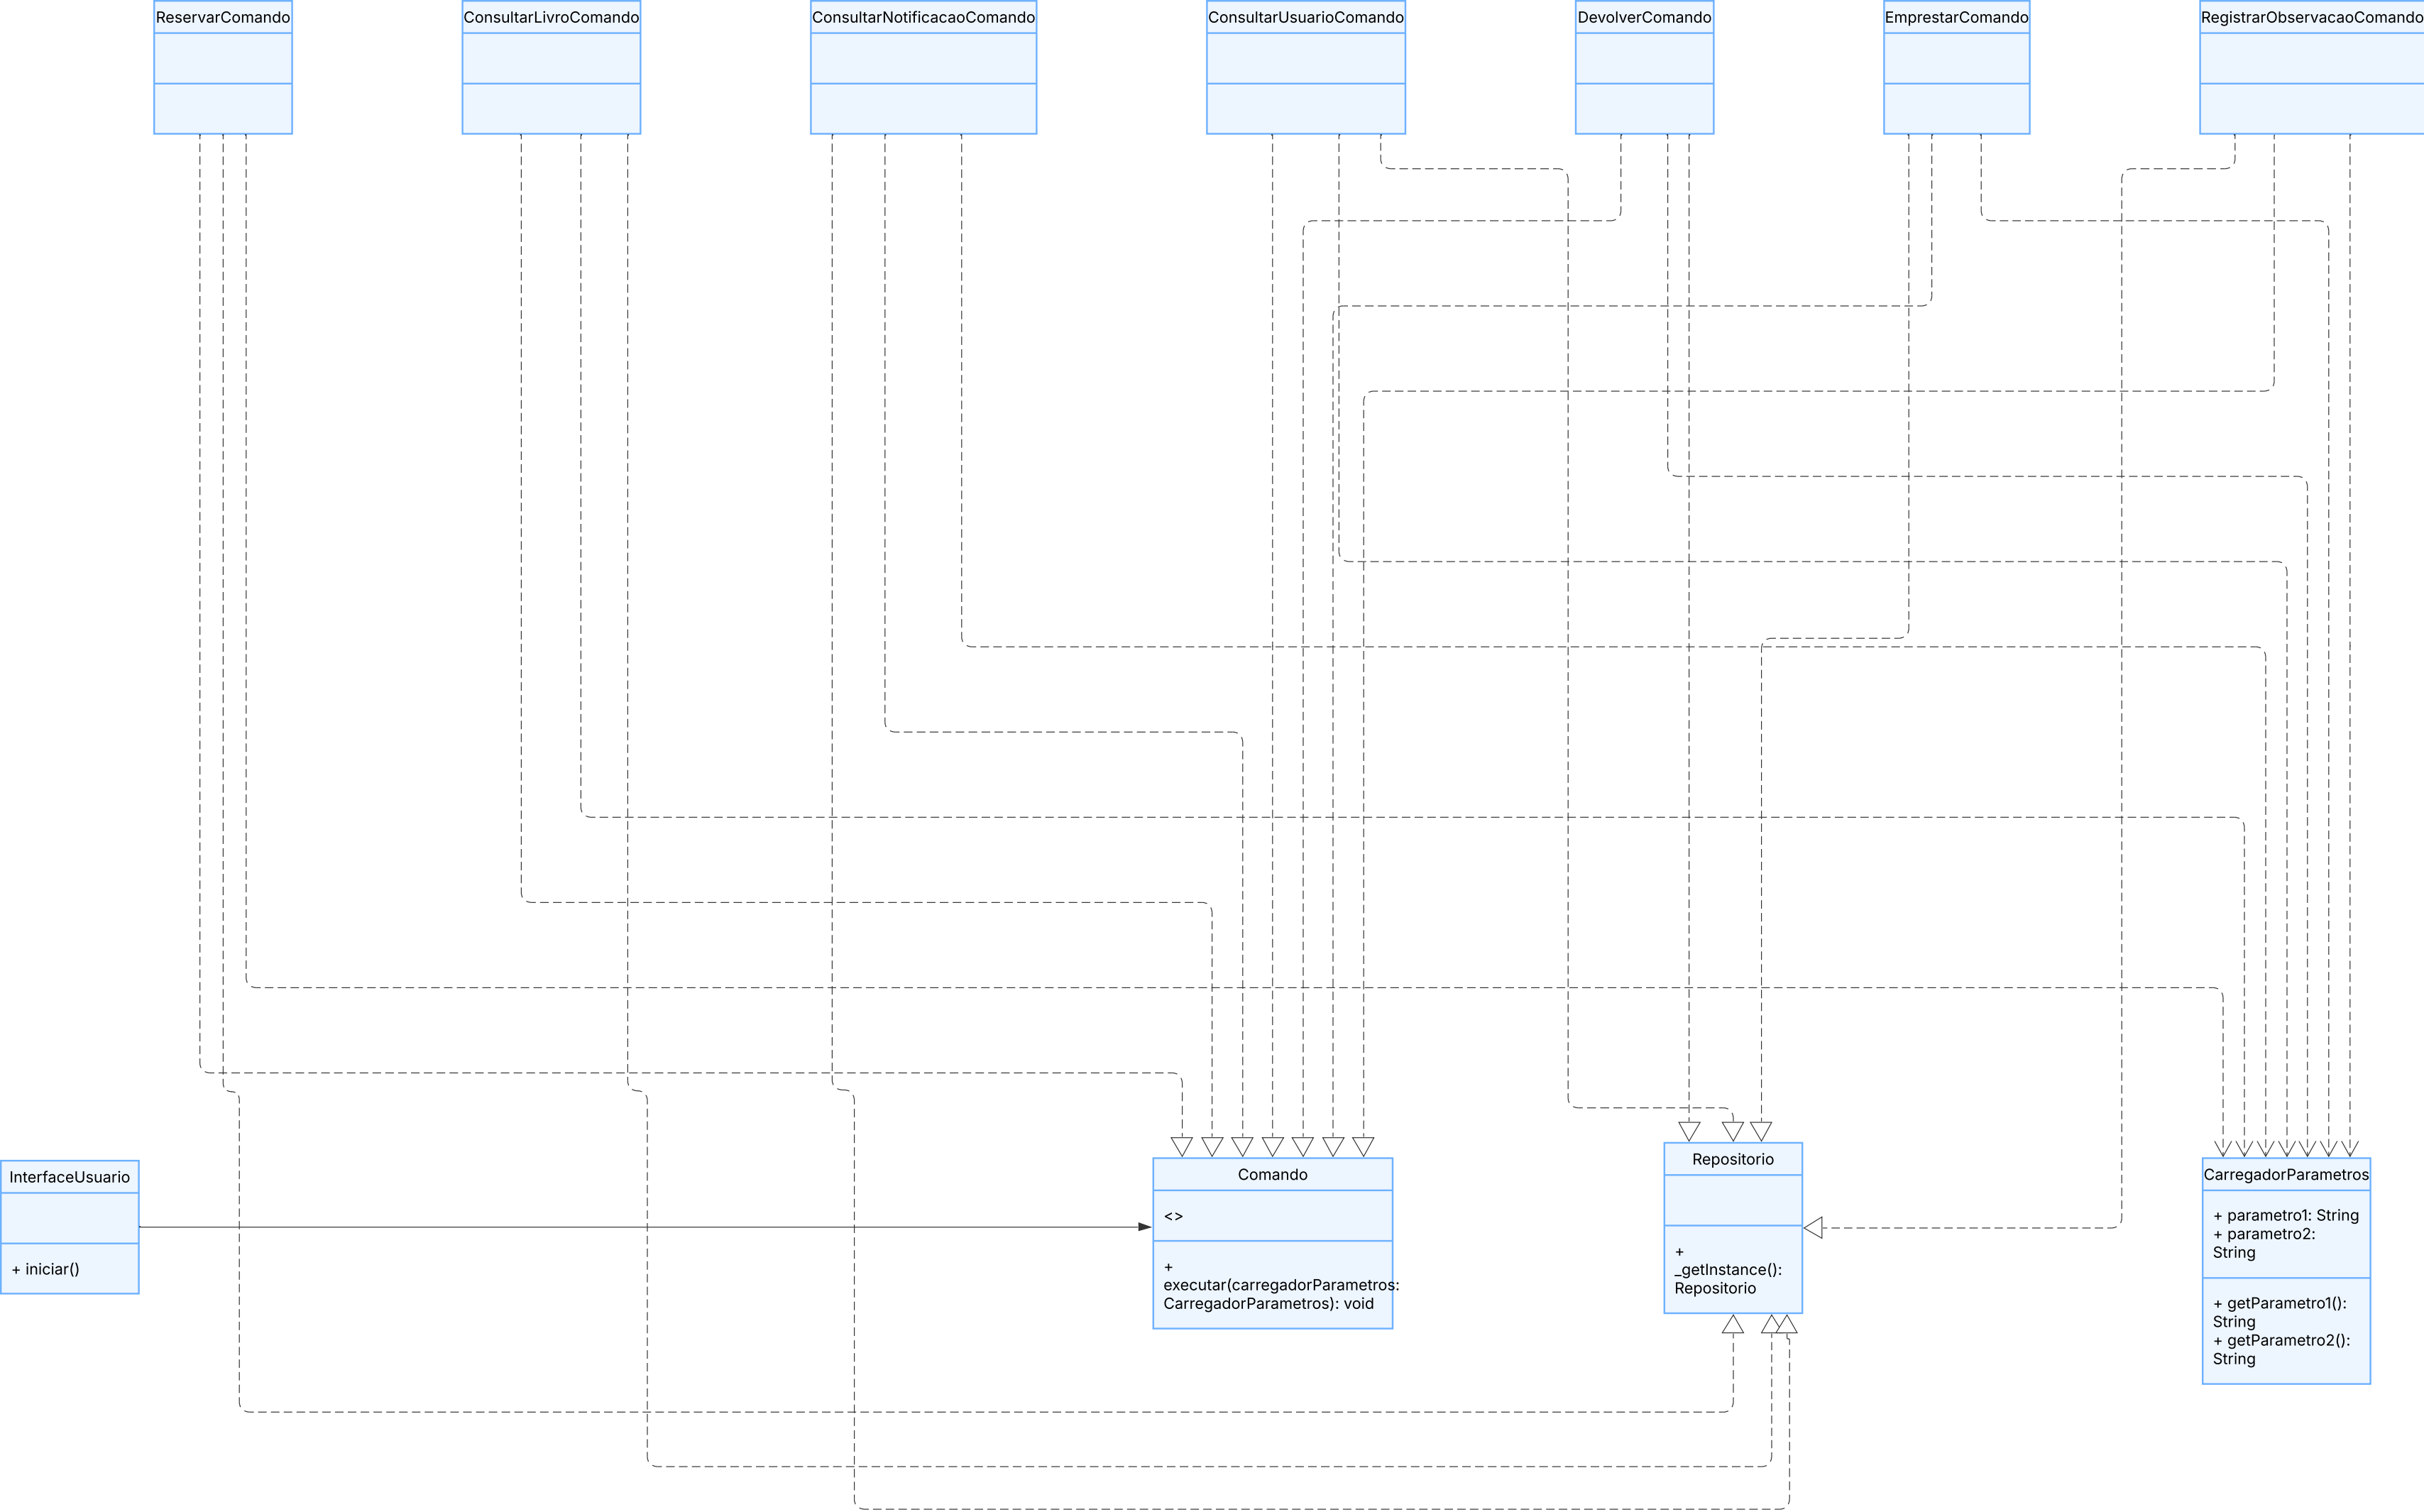 ReservarComando
ConsultarLivroComando
ConsultarNotificacaoComando
ConsultarUsuarioComando
DevolverComando
EmprestarComando
RegistrarObservacaoComando
InterfaceUsuario
+ iniciar()
Comando
<>
+
executar(carregadorParametros:
CarregadorParametros): void
Repositorio
+
_getInstance():
Repositorio
CarregadorParametros
+ parametro1: String
+ parametro2:
String
+ getParametro1():
String
+ getParametro2():
String